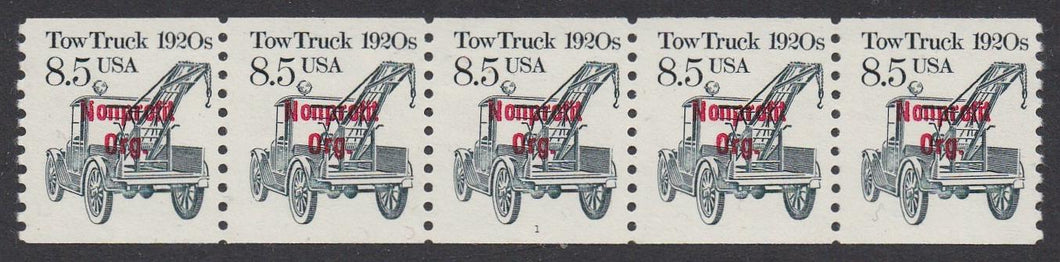 Tow Truck 1920s
8.5 USA
Nonprofit
Org.
Tow Truck 1920s
8.5 USA
Nonprofit
Org.
Tow Truck 1920s
8.5 USA
Nonprofit
Org.
1
Tow Truck 1920s
8.5 USA
Nonprofit
Org.
Tow Truck 1920s
8.5 USA
Nonprofit
Org.